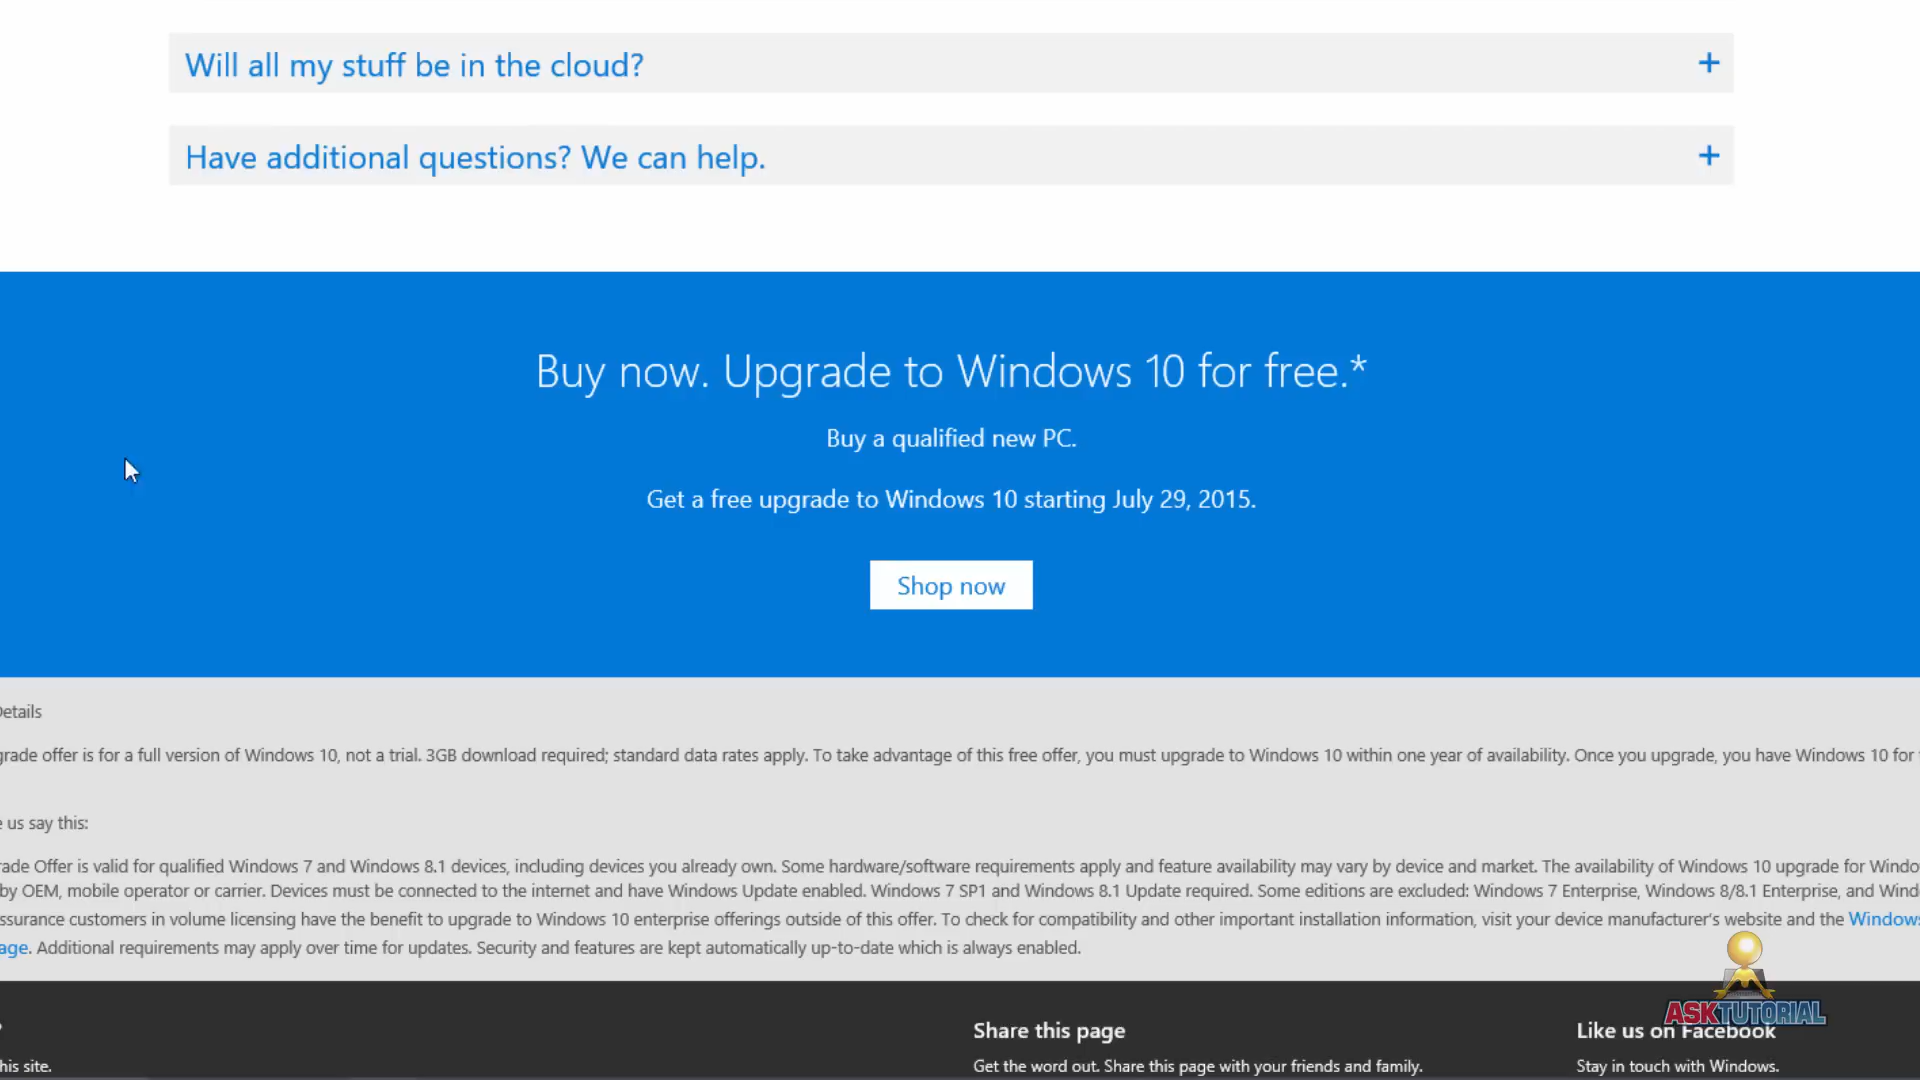 Will all my stuff be in the cloud? +
Have additional questions? We can help. +
Buy now. Upgrade to Windows 10 for free.*
Buy a qualified new PC.
Get a free upgrade to Windows 10 starting July 29, 2015.
Shop now
Details
grade offer is for a full version of Windows 10, not a trial. 3GB download required; standard data rates apply. To take advantage of this free offer, you must upgrade to Windows 10 within one year of availability. Once you upgrade, you have Windows 10 for
e us say this:
rade Offer is valid for qualified Windows 7 and Windows 8.1 devices, including devices you already own. Some hardware/software requirements apply and feature availability may vary by device and market. The availability of Windows 10 upgrade for Windo
by OEM, mobile operator or carrier. Devices must be connected to the internet and have Windows Update enabled. Windows 7 SP1 and Windows 8.1 Update required. Some editions are excluded: Windows 7 Enterprise, Windows 8/8.1 Enterprise, and Wind
ssurance customers in volume licensing have the benefit to upgrade to Windows 10 enterprise offerings outside of this offer. To check for compatibility and other important installation information, visit your device manufacturer's website and the Windows
age. Additional requirements may apply over time for updates. Security and features are kept automatically up-to-date which is always enabled.
ASKTUTORIAL
Share this page
Like us on Facebook
his site.
Get the word out. Share this page with your friends and family.
Stay in touch with Windows.